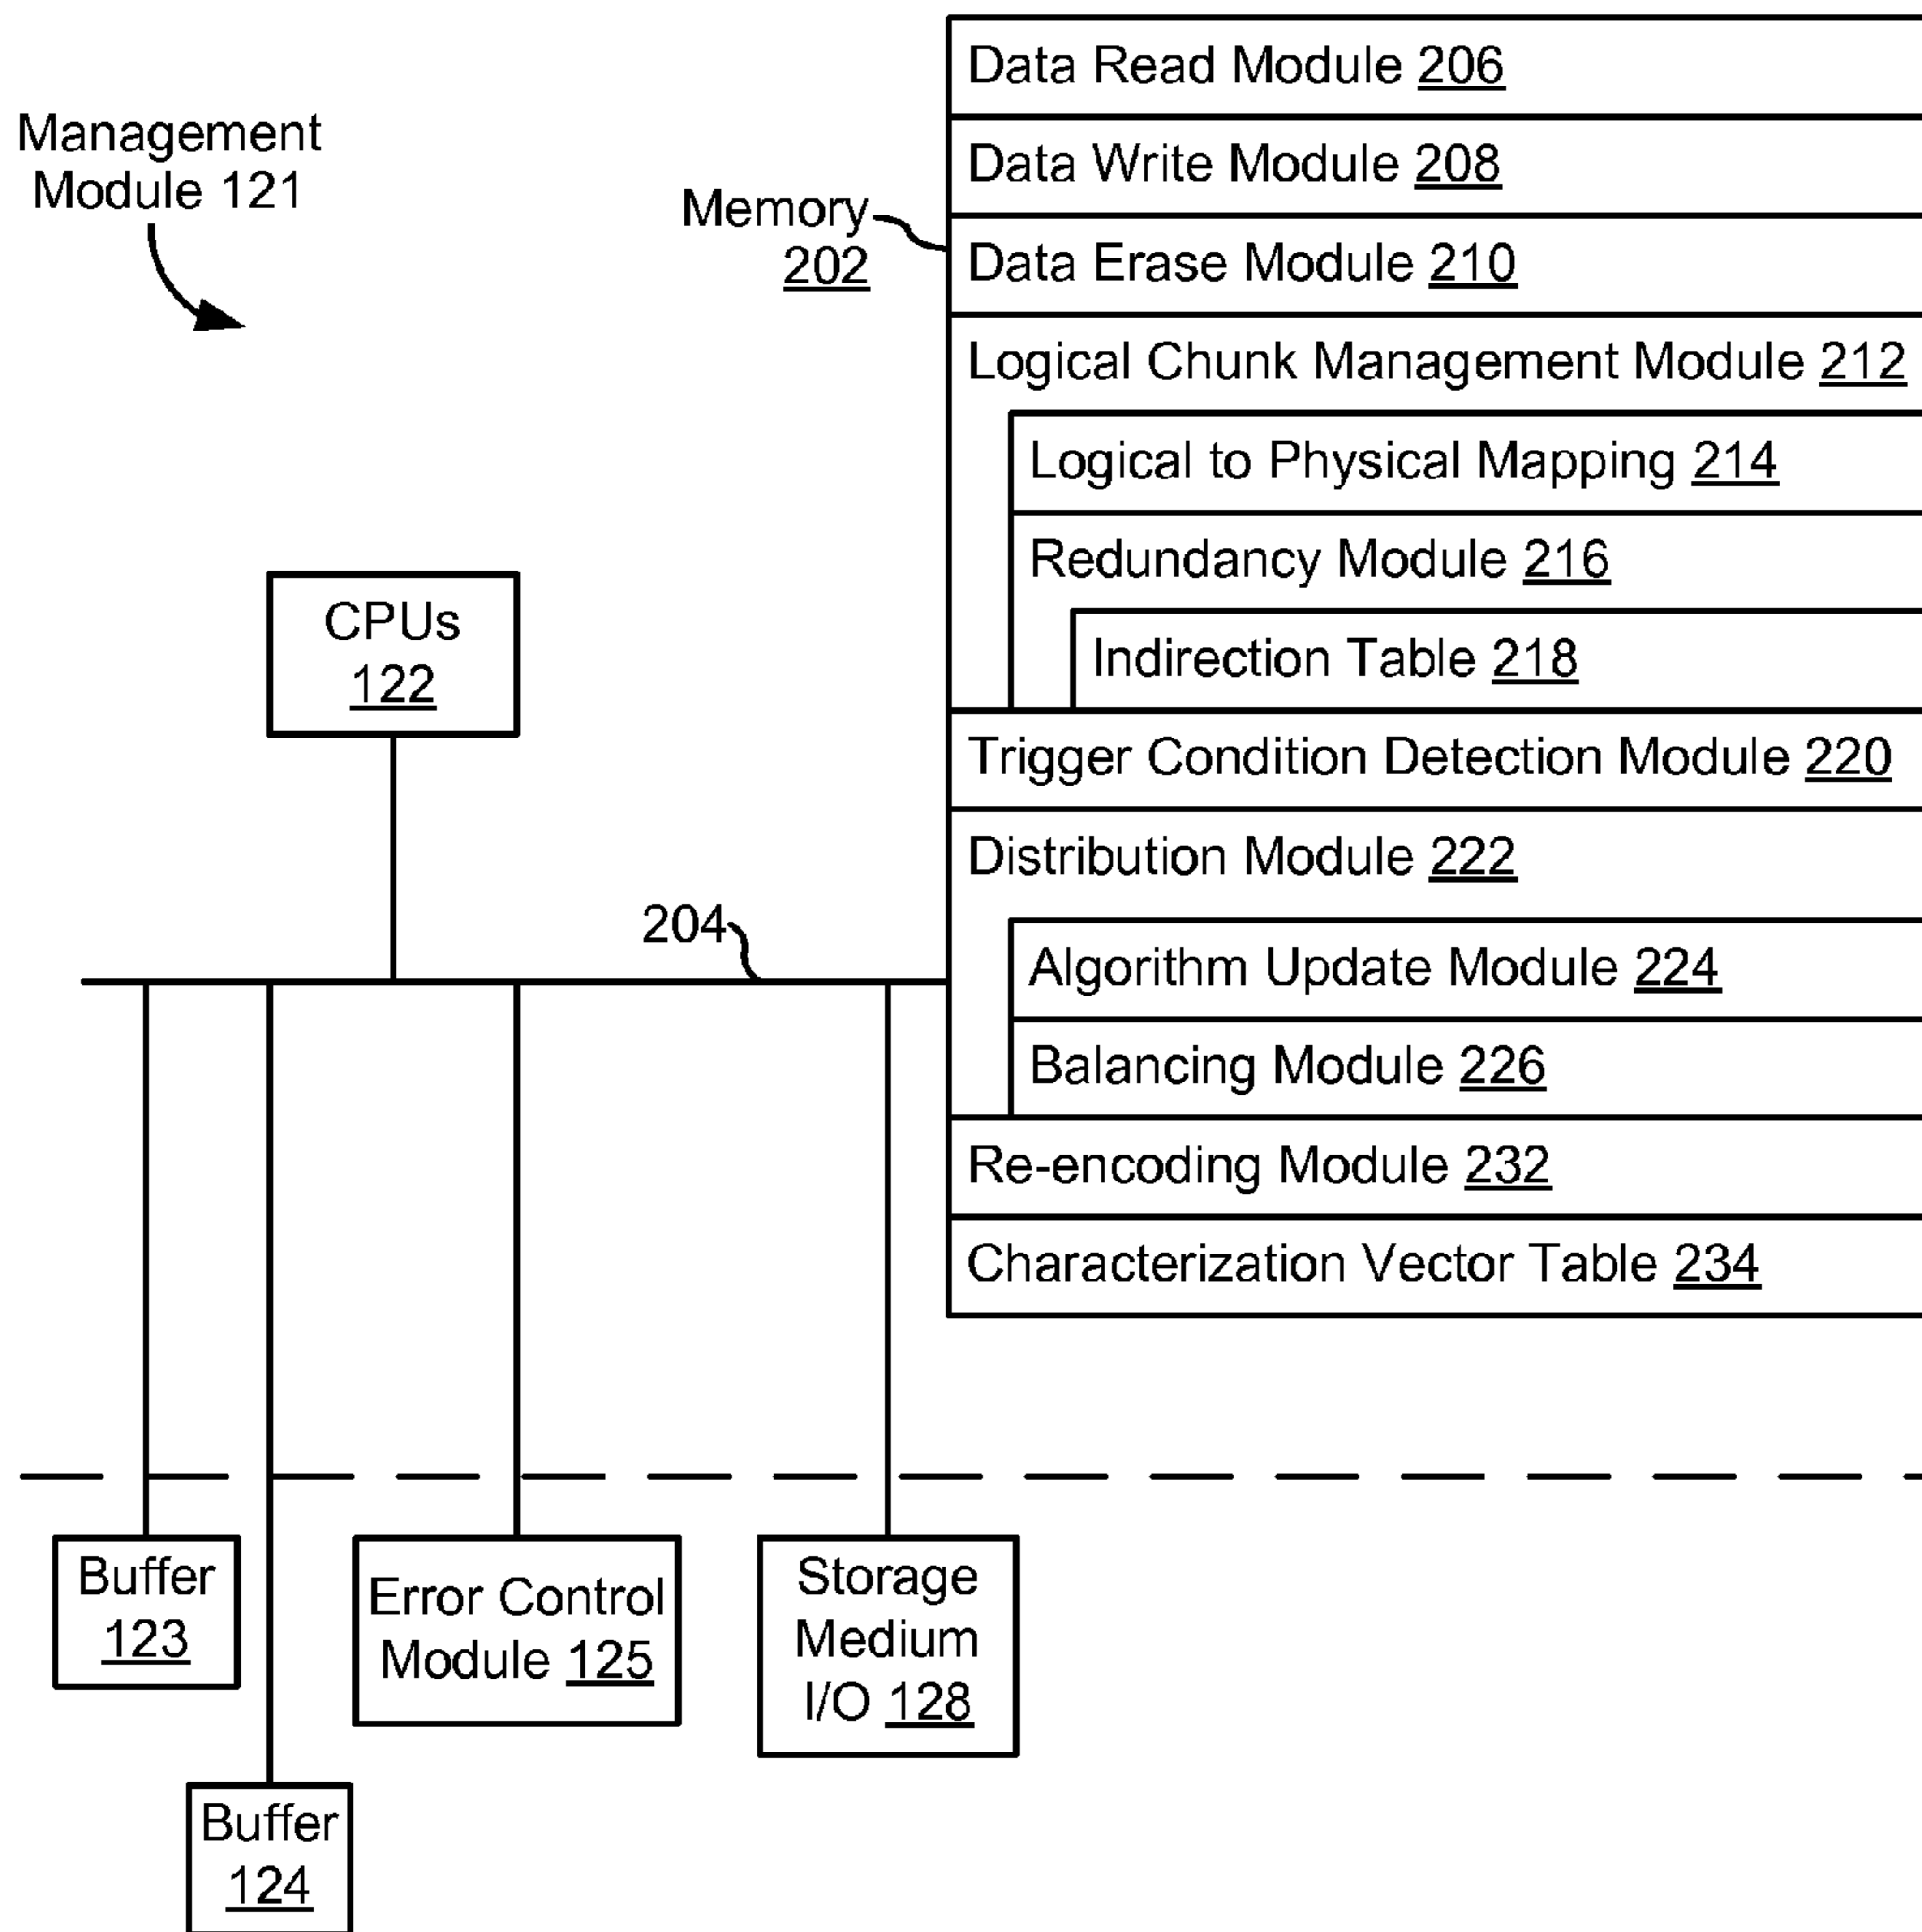 Management
Module 121
Memory
202
Data Read Module 206
Data Write Module 208
Data Erase Module 210
Logical Chunk Management Module 212
Logical to Physical Mapping 214
Redundancy Module 216
Indirection Table 218
Trigger Condition Detection Module 220
Distribution Module 222
Algorithm Update Module 224
Balancing Module 226
Re-encoding Module 232
Characterization Vector Table 234
CPUs
122
204
Buffer
123
Error Control
Module 125
Storage
Medium
I/O 128
Buffer
124